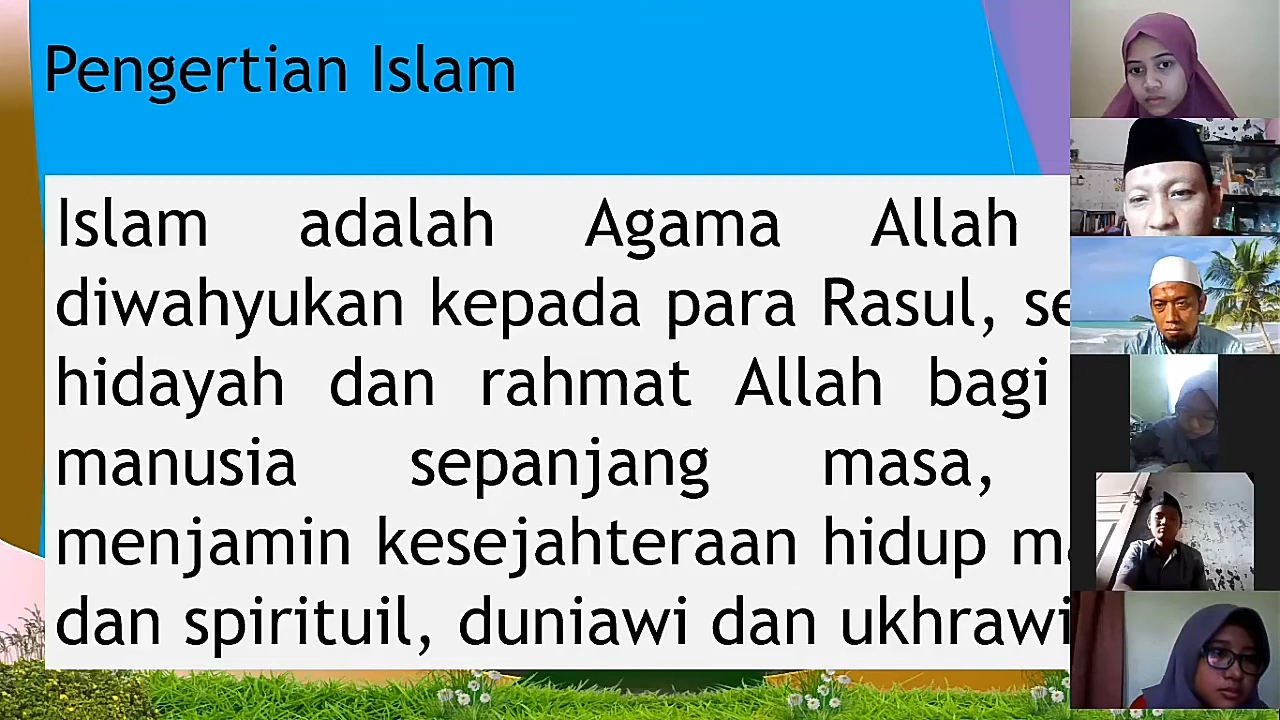 Pengertian Islam
Islam adalah Agama Allah
diwahyukan kepada para Rasul,
hidayah dan rahmat Allah bagi
manusia sepanjang masa,
menjamin kesejahteraan hidup
dan spirituil, duniawi dan ukhrawi